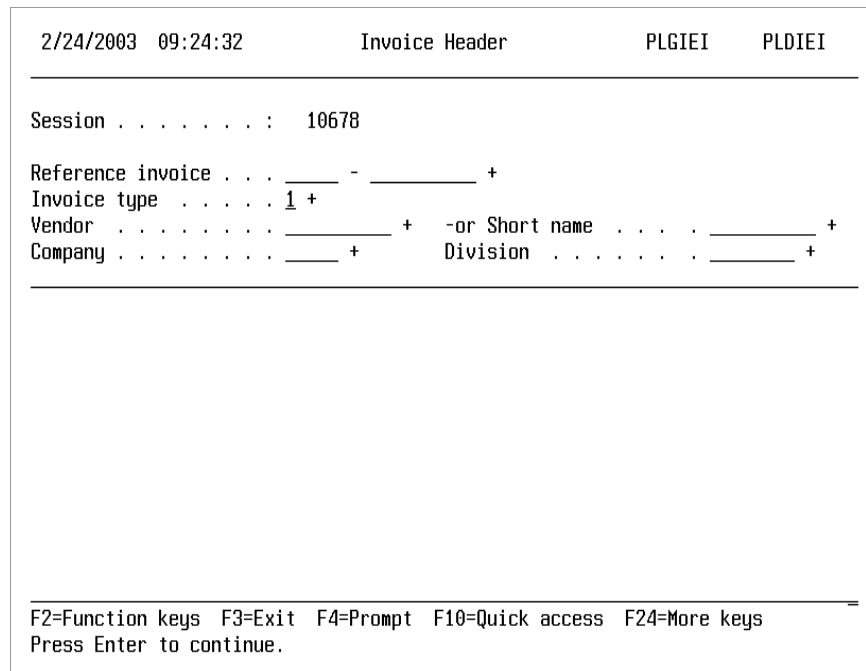 2/24/2003 09:24:32 Invoice Header PLGIEI PLDIEI
Session . . . . . . . : 10678
Reference invoice . . . _____ - __________ +
Invoice type . . . . . 1 +
Vendor . . . . . . . . __________ + -or Short name . . . . __________ +
Company . . . . . . . . _____ + Division . . . . . . . ________ +
F2=Function keys F3=Exit F4=Prompt F10=Quick access F24=More keys
Press Enter to continue.